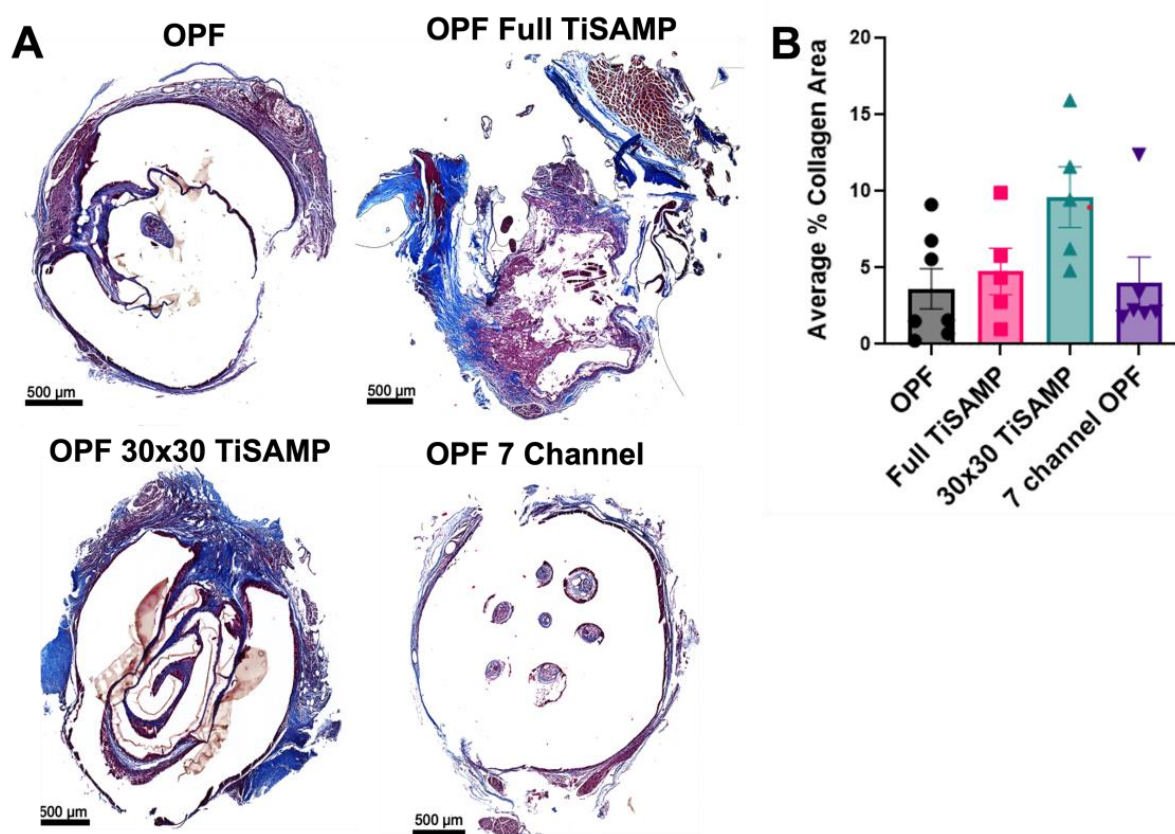 A
OPF
OPF Full TiSAMP
500 µm
500 µm
OPF 30x30 TiSAMP
OPF 7 Channel
500 µm
500 µm
B
Average % Collagen Area
20
15
10
5
0
OPF
Full TiSAMP
30x30 TiSAMP
7 channel OPF